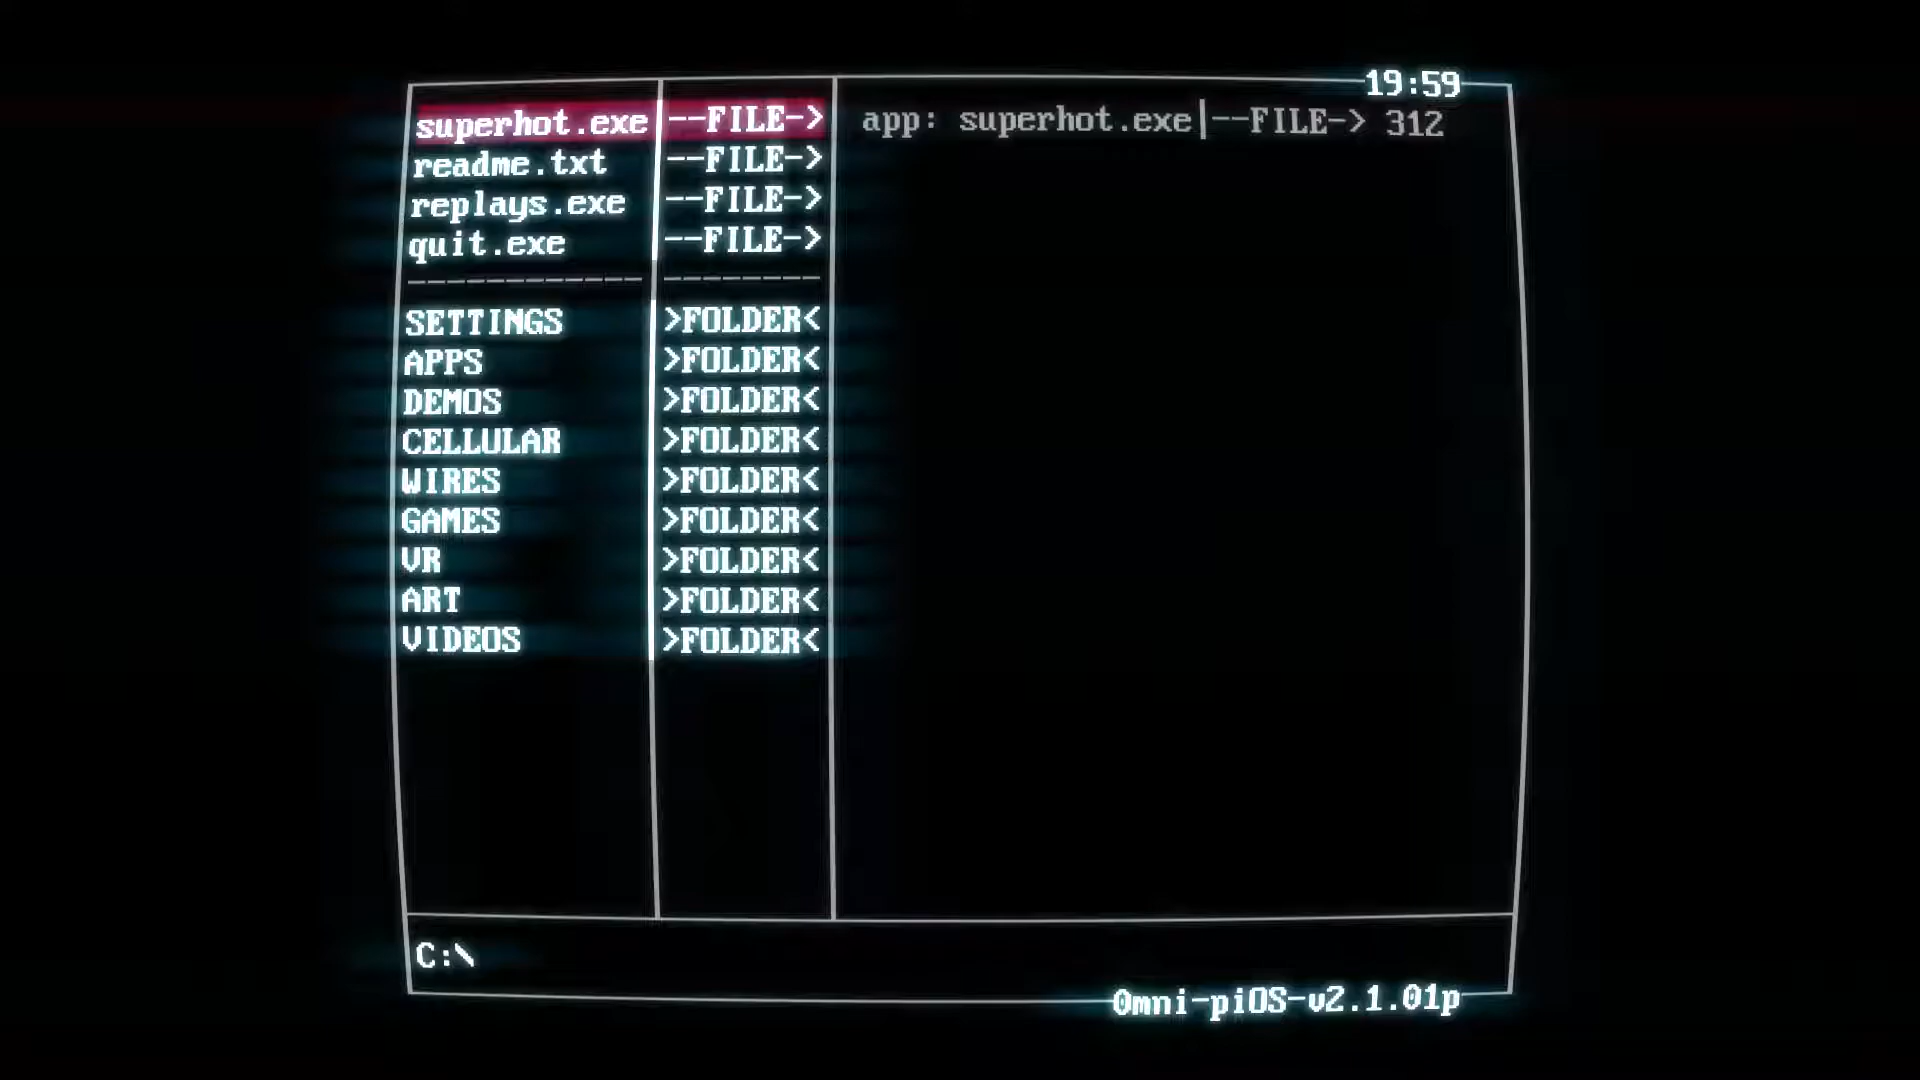 19:59
superhot.exe|--FILE-> app: superhot.exe|--FILE-> 312
readme.txt --FILE->
replays.exe --FILE->
quit.exe --FILE->
SETTINGS >FOLDER<
APPS >FOLDER<
DEMOS >FOLDER<
CELLULAR >FOLDER<
WIRES >FOLDER<
GAMES >FOLDER<
VR >FOLDER<
ART >FOLDER<
VIDEOS >FOLDER<
C:\
0mni-piOS-v2.1.01p